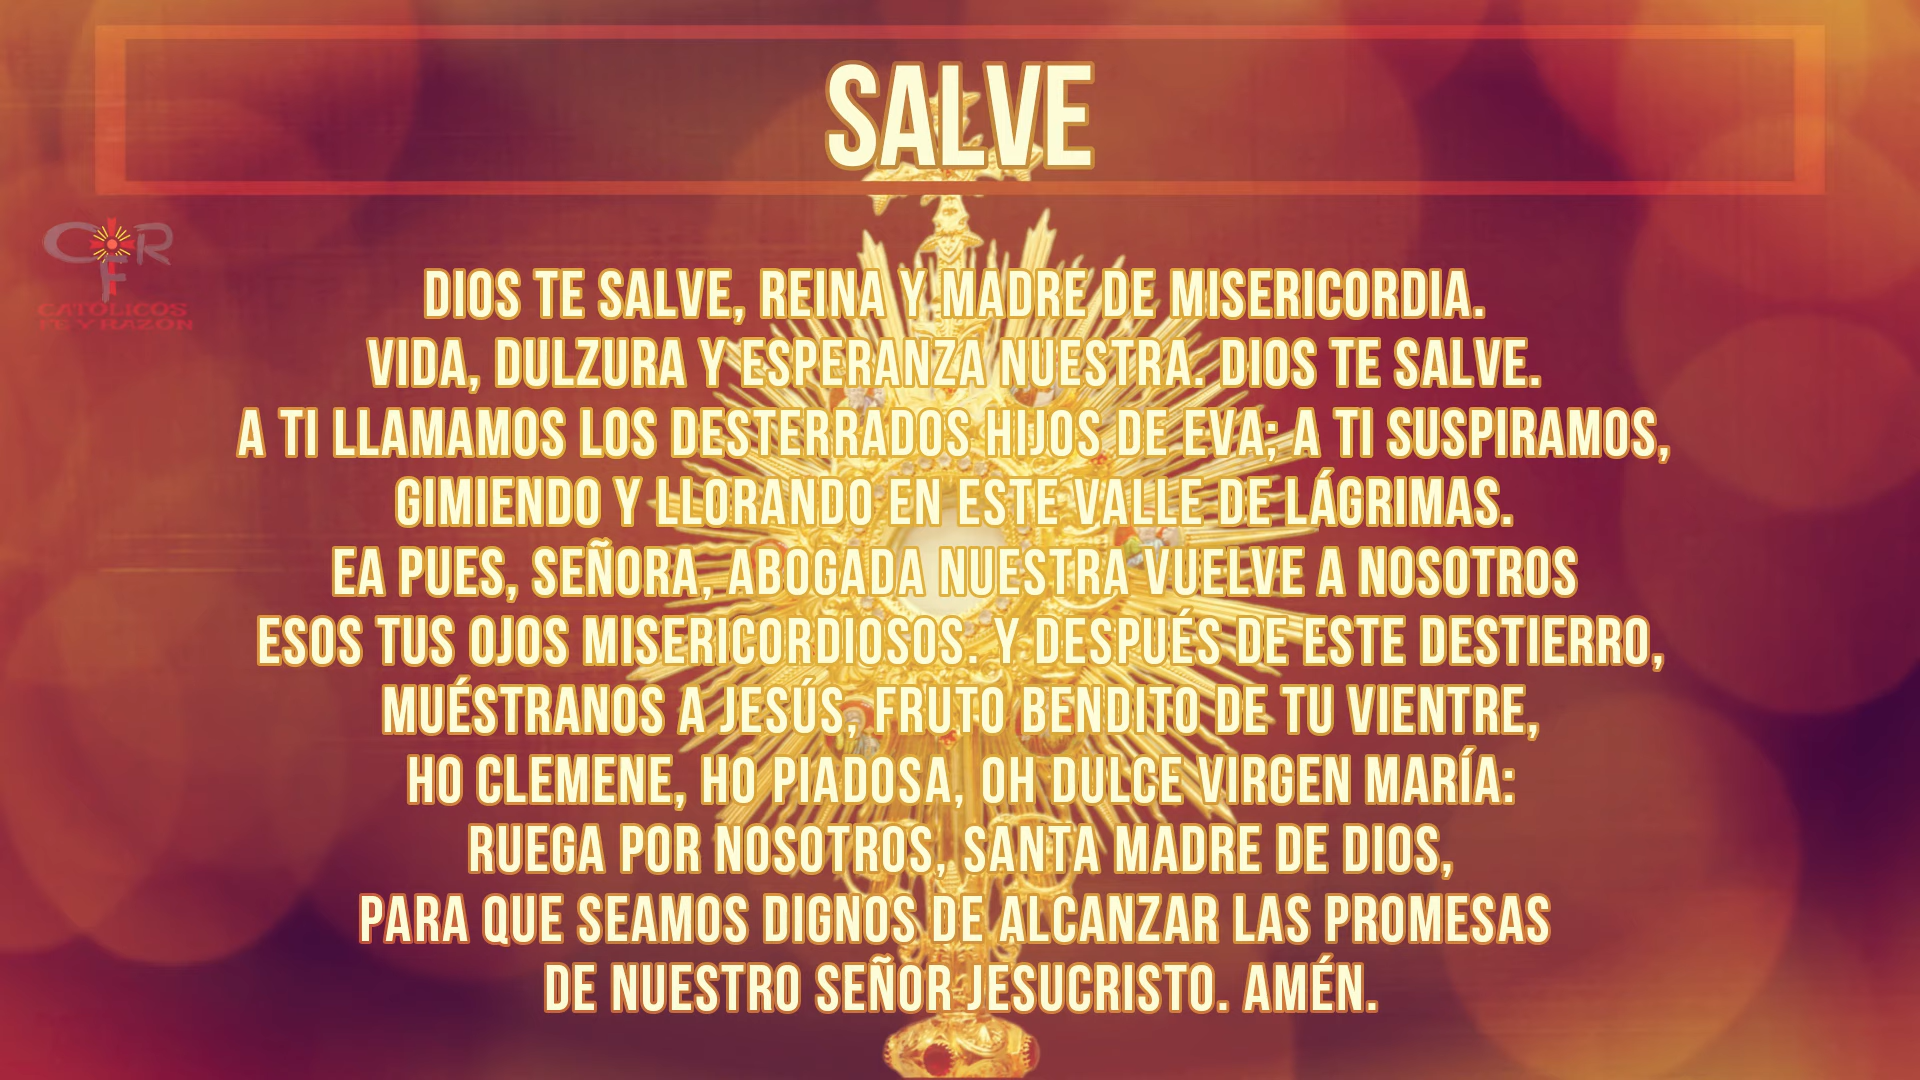 SALVE
C R
F
CATÓLICOS
FE Y RAZÓN
DIOS TE SALVE, REINA Y MADRE DE MISERICORDIA.
VIDA, DULZURA Y ESPERANZA NUESTRA. DIOS TE SALVE.
A TI LLAMAMOS LOS DESTERRADOS HIJOS DE EVA; A TI SUSPIRAMOS,
GIMIENDO Y LLORANDO EN ESTE VALLE DE LÁGRIMAS.
EA PUES, SEÑORA, ABOGADA NUESTRA VUELVE A NOSOTROS
ESOS TUS OJOS MISERICORDIOSOS. Y DESPUÉS DE ESTE DESTIERRO,
MUÉSTRANOS A JESÚS, FRUTO BENDITO DE TU VIENTRE,
HO CLEMENE, HO PIADOSA, OH DULCE VIRGEN MARÍA:
RUEGA POR NOSOTROS, SANTA MADRE DE DIOS,
PARA QUE SEAMOS DIGNOS DE ALCANZAR LAS PROMESAS
DE NUESTRO SEÑOR JESUCRISTO. AMÉN.